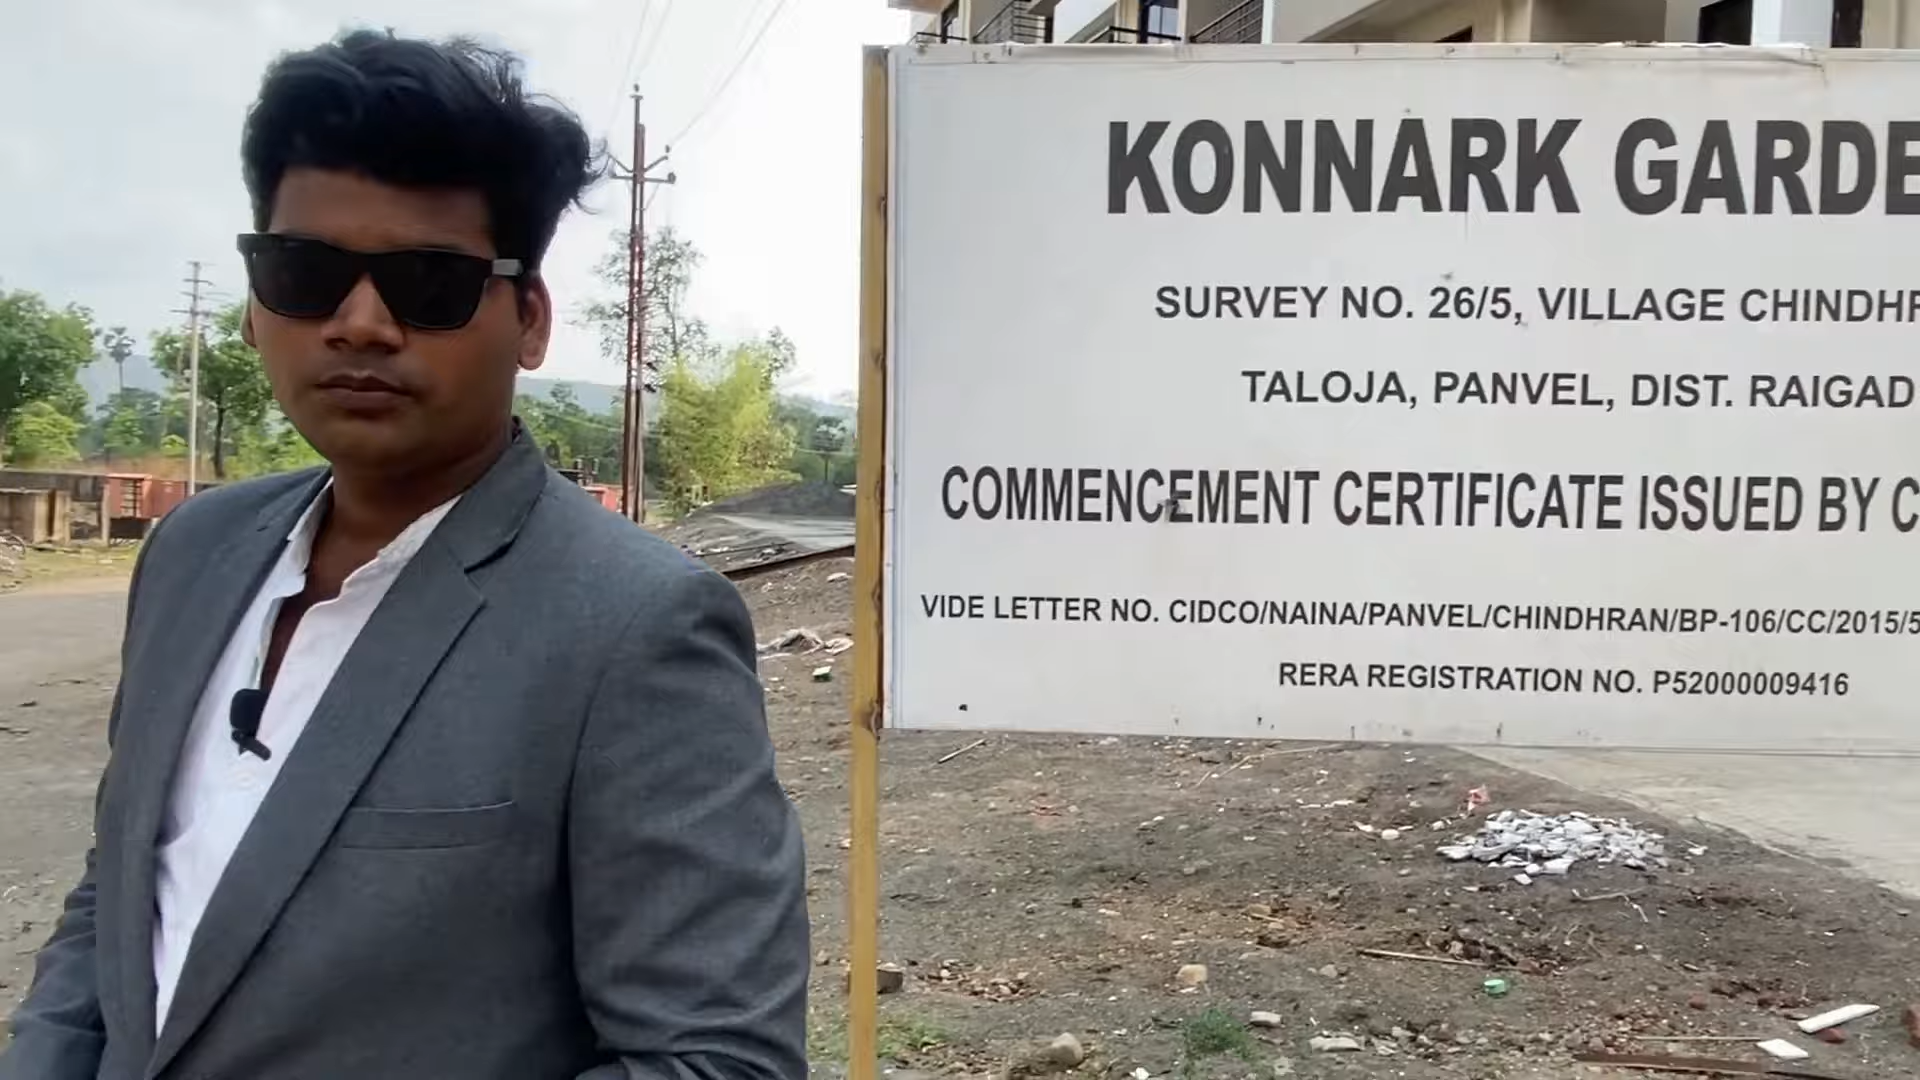 KONNARK GARDE
SURVEY NO. 26/5, VILLAGE CHINDHR
TALOJA, PANVEL, DIST. RAIGAD
COMMENCEMENT CERTIFICATE ISSUED BY C
VIDE LETTER NO. CIDCO/NAINA/PANVEL/CHINDHRAN/BP-106/CC/2015/5
RERA REGISTRATION NO. P52000009416